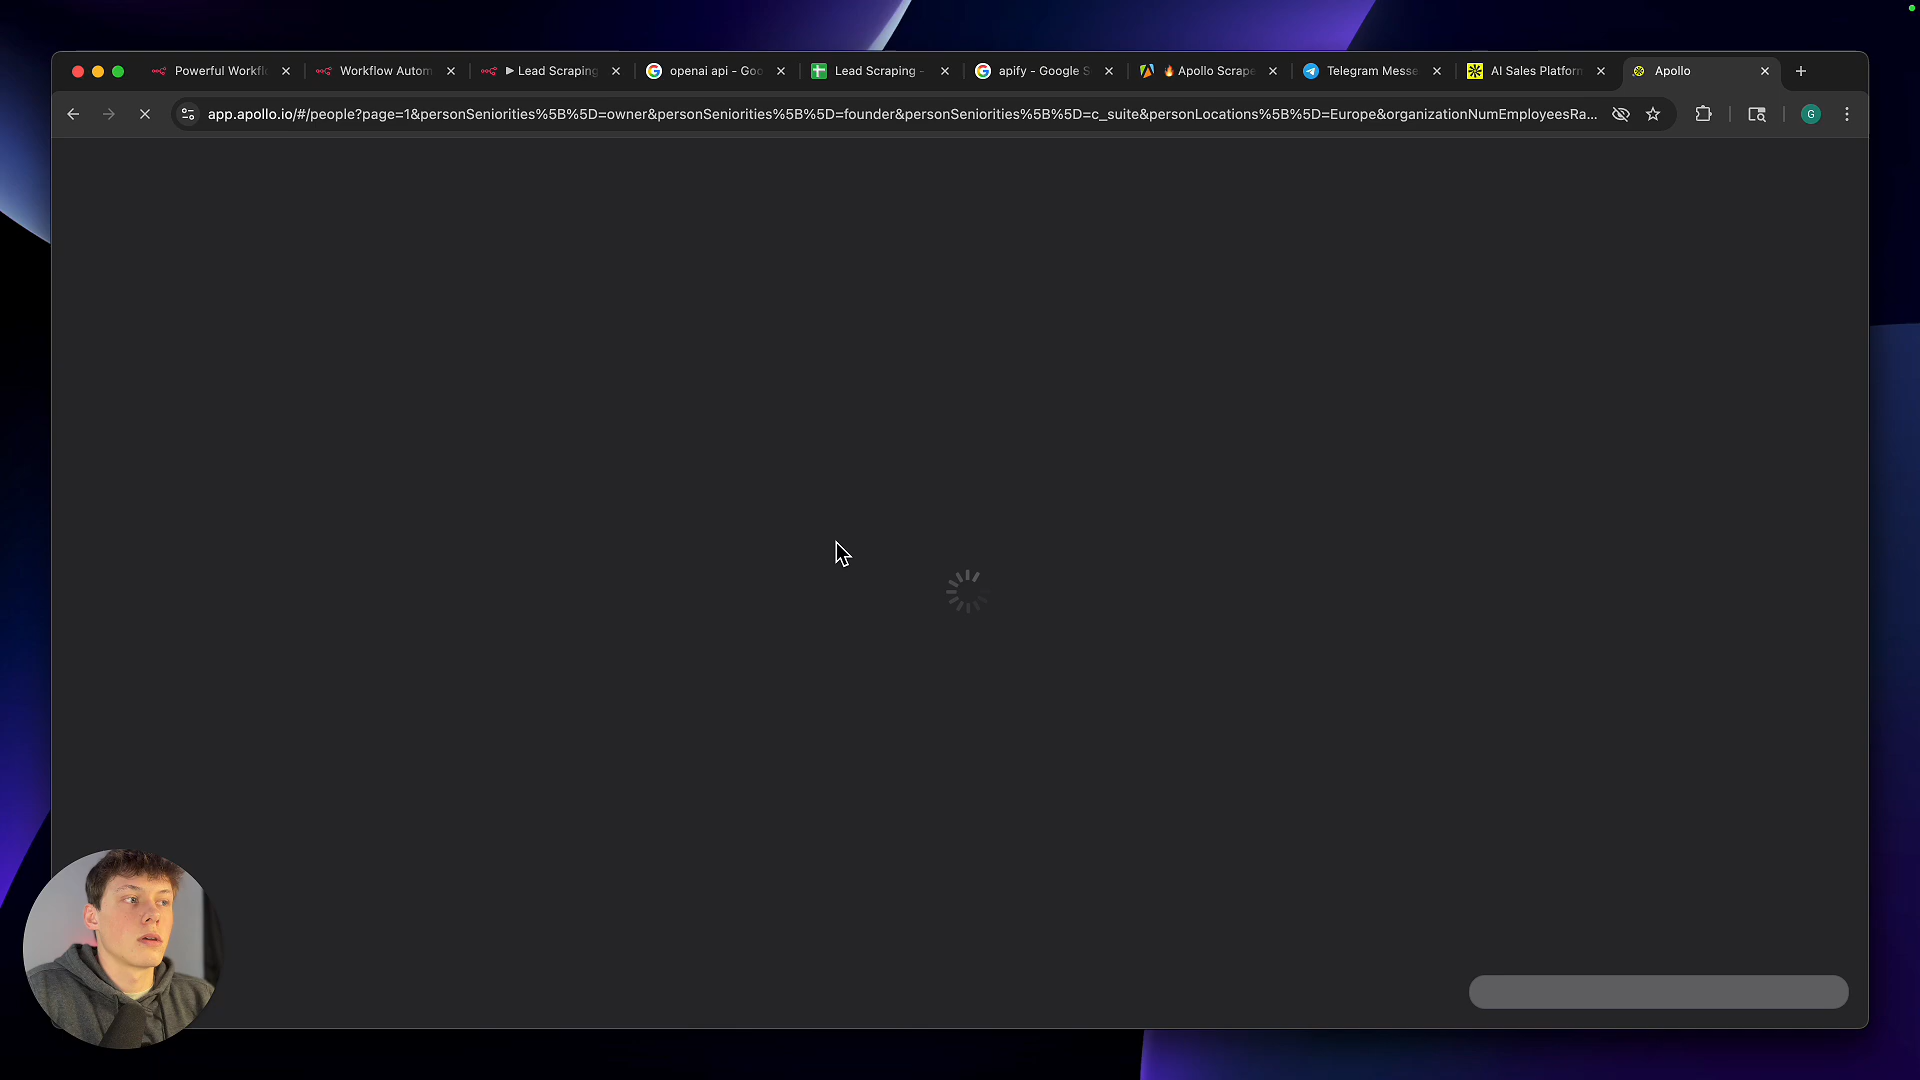 Powerful Workfl
Workflow Autom
▶ Lead Scraping
openai api - Goo
Lead Scraping -
apify - Google S
🔥 Apollo Scrape
Telegram Messe
AI Sales Platform
Apollo
app.apollo.io/#/people?page=1&personSeniorities%5B%5D=owner&personSeniorities%5B%5D=founder&personSeniorities%5B%5D=c_suite&personLocations%5B%5D=Europe&organizationNumEmployeesRa...
G